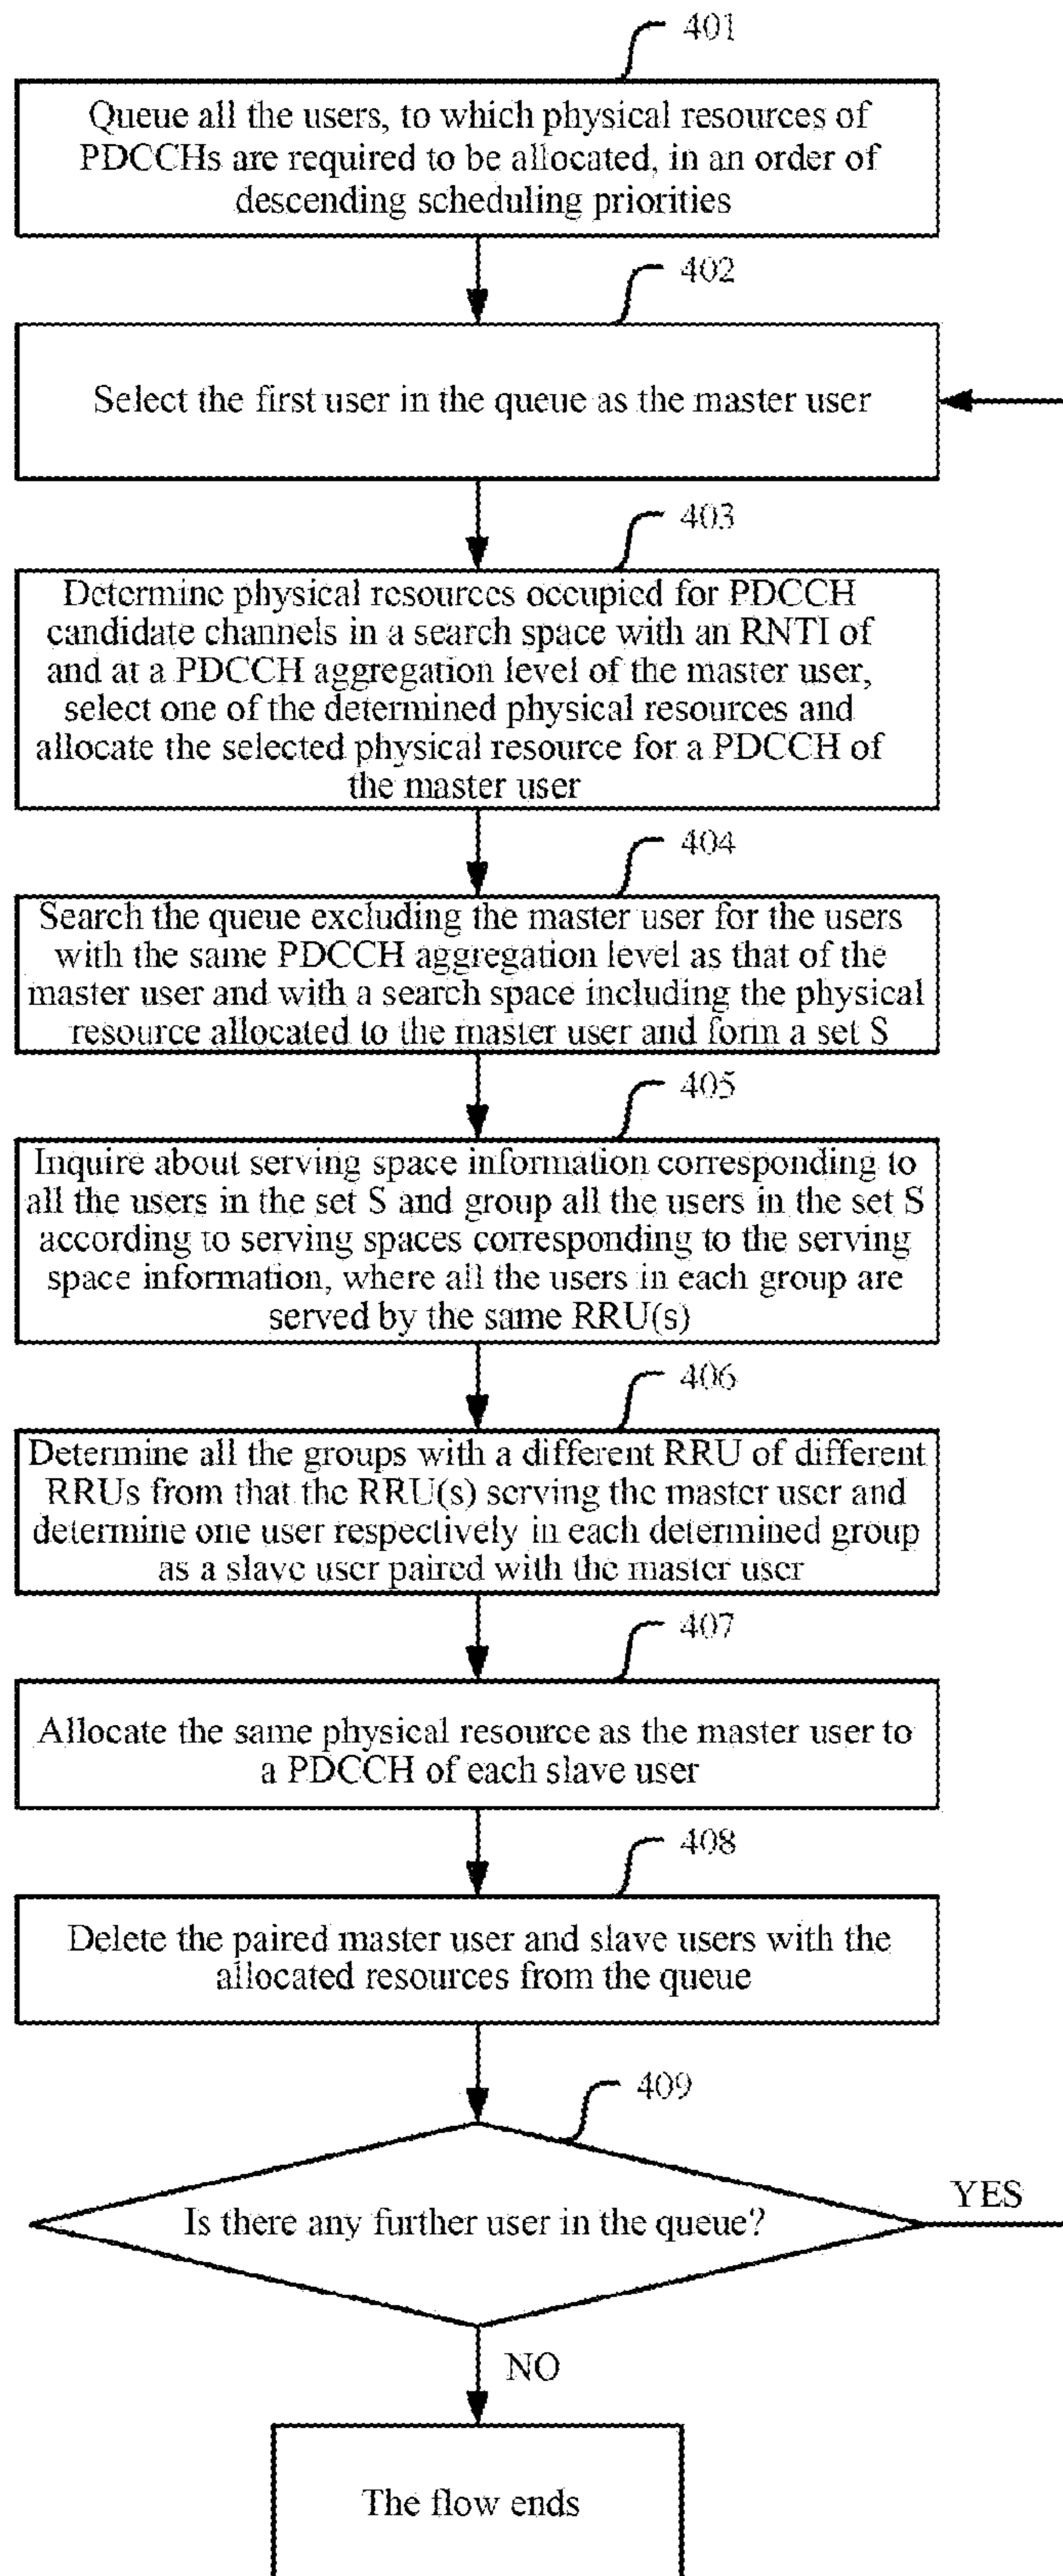 401
Queue all the users, to which physical resources of
PDCCHs are required to be allocated, in an order of
descending scheduling priorities
402
Select the first user in the queue as the master user
403
Determine physical resources occupied for PDCCH
candidate channels in a search space with an RNTI of
and at a PDCCH aggregation level of the master user,
select one of the determined physical resources and
allocate the selected physical resource for a PDCCH of
the master user
404
Search the queue excluding the master user for the users
with the same PDCCH aggregation level as that of the
master user and with a search space including the physical
resource allocated to the master user and form a set S
405
Inquire about serving space information corresponding to
all the users in the set S and group all the users in the set S
according to serving spaces corresponding to the serving
space information, where all the users in each group are
served by the same RRU(s)
406
Determine all the groups with a different RRU of different
RRUs from that the RRU(s) serving the master user and
determine one user respectively in each determined group
as a slave user paired with the master user
407
Allocate the same physical resource as the master user to
a PDCCH of each slave user
408
Delete the paired master user and slave users with the
allocated resources from the queue
409
Is there any further user in the queue?
YES
NO
The flow ends